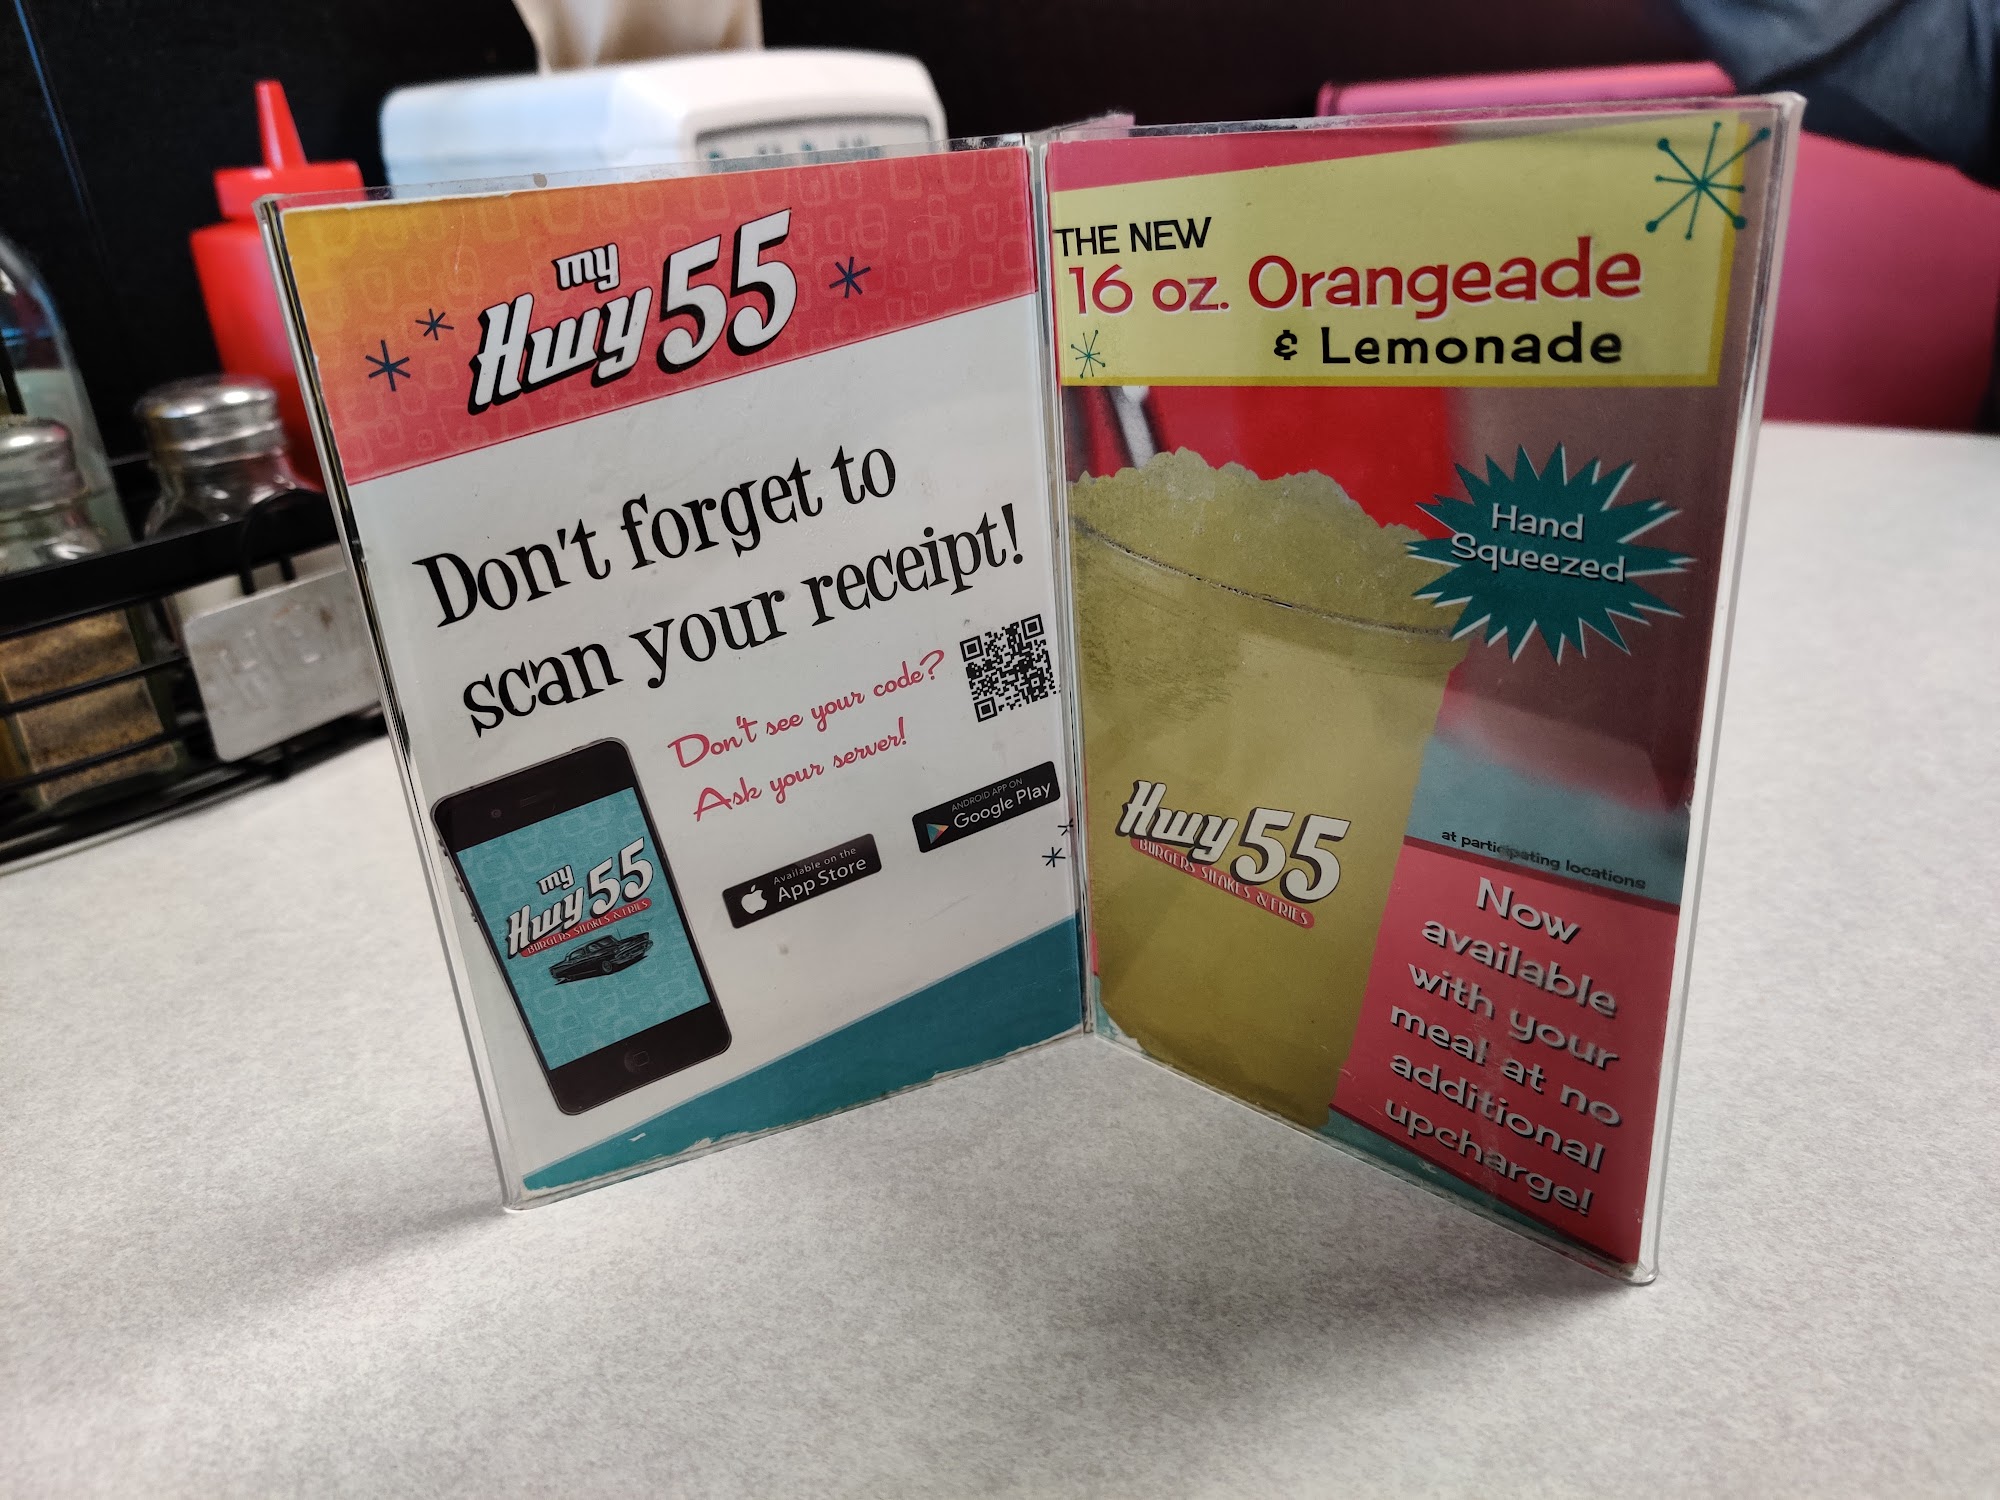 my
Hwy 55
Don't forget to
scan your receipt!
Don't see your code?
Ask your server!
Available on the
App Store
ANDROID APP ON
Google Play
my
Hwy 55
BURGERS SHAKES & FRIES
THE NEW
16 oz. Orangeade
& Lemonade
Hand
Squeezed
Hwy 55
BURGERS SHAKES & FRIES
at participating locations
Now
available
with your
meal at no
additional
upcharge!